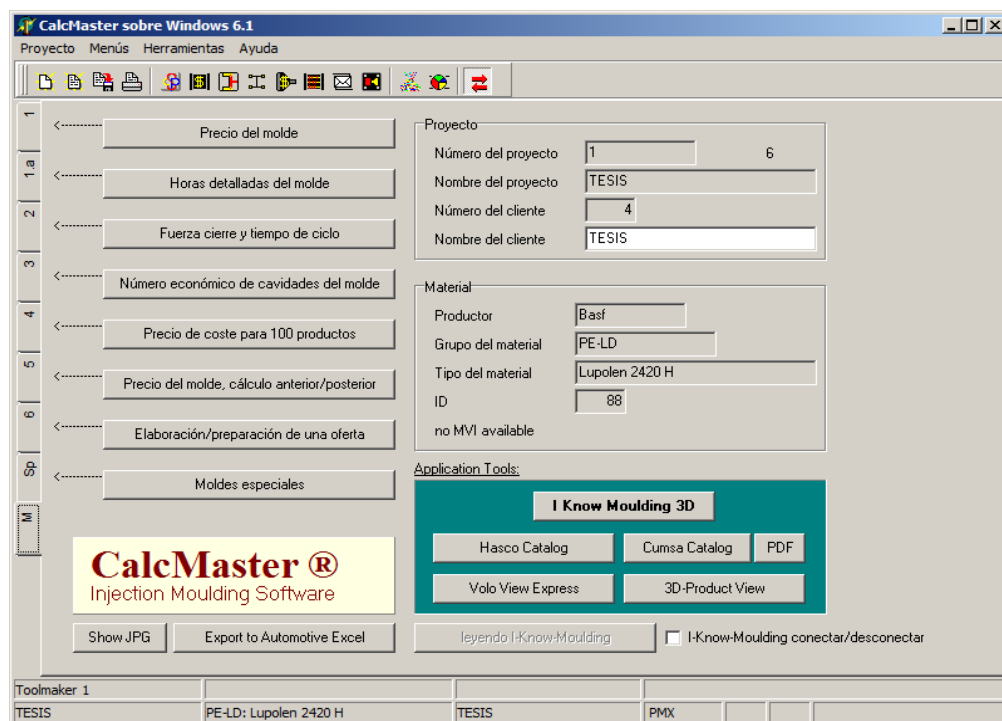 CalcMaster sobre Windows 6.1
Proyecto Menús Herramientas Ayuda
1
Precio del molde
1.a
Horas detalladas del molde
2
Fuerza cierre y tiempo de ciclo
3
Número económico de cavidades del molde
4
Precio de coste para 100 productos
5
Precio del molde, cálculo anterior/posterior
6
Elaboración/preparación de una oferta
Sp
Moldes especiales
M
Proyecto
Número del proyecto 1 6
Nombre del proyecto TESIS
Número del cliente 4
Nombre del cliente TESIS
Material
Productor Basf
Grupo del material PE-LD
Tipo del material Lupolen 2420 H
ID 88
no MVI available
Application Tools:
I Know Moulding 3D
Hasco Catalog Cumsa Catalog PDF
Volo View Express 3D-Product View
CalcMaster ®
Injection Moulding Software
Show JPG Export to Automotive Excel leyendo I-Know-Moulding I-Know-Moulding conectar/desconectar
Toolmaker 1
TESIS PE-LD: Lupolen 2420 H TESIS PMX